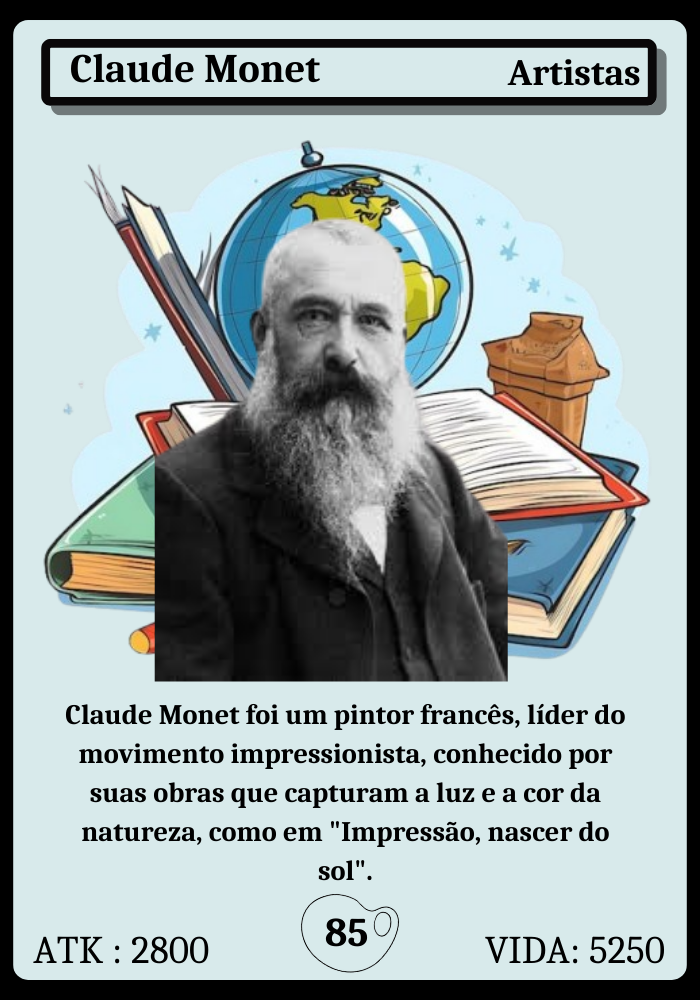 Claude Monet
Artistas
Claude Monet foi um pintor francês, líder do
movimento impressionista, conhecido por
suas obras que capturam a luz e a cor da
natureza, como em "Impressão, nascer do
sol".
85
ATK : 2800
VIDA: 5250